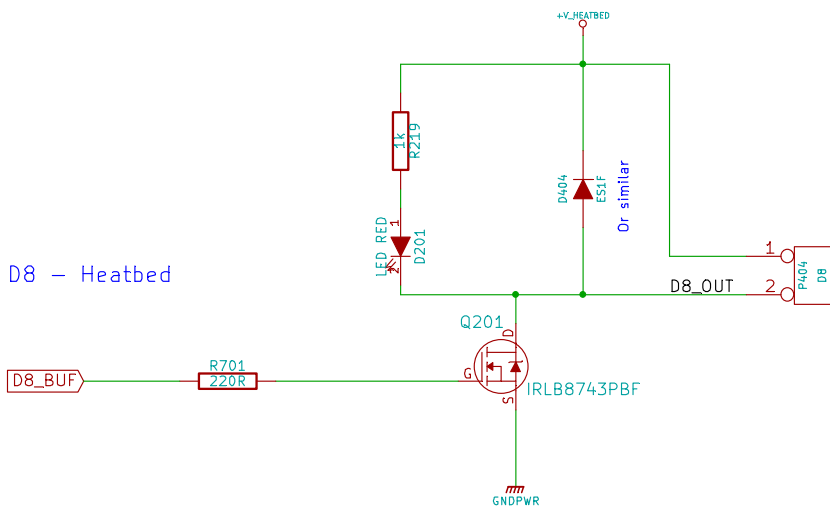 +V_HEATBED
1k
R219
D404
ES1F
Or similar
1
LED RED
D201
2
D8 - Heatbed
1
P404
D8
D8_OUT
2
Q201
D
R701
D8_BUF
220R
G
IRLB8743PBF
S
GNDPWR